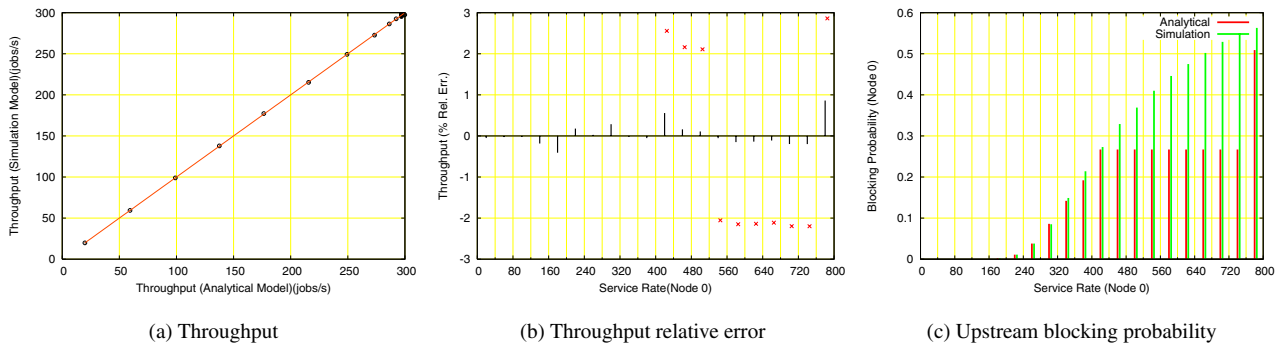 300
250
200
150
100
50
0
0 50 100 150 200 250 300
Throughput (Simulation Model)(jobs/s)
Throughput (Analytical Model)(jobs/s)
(a) Throughput
3
2
1
0
-1
-2
-3
0 80 160 240 320 400 480 560 640 720 800
Throughput (% Rel. Err.)
Service Rate(Node 0)
(b) Throughput relative error
0.6
0.5
0.4
0.3
0.2
0.1
0
0 80 160 240 320 400 480 560 640 720 800
Blocking Probability (Node 0)
Service Rate (Node 0)
Analytical
Simulation
(c) Upstream blocking probability